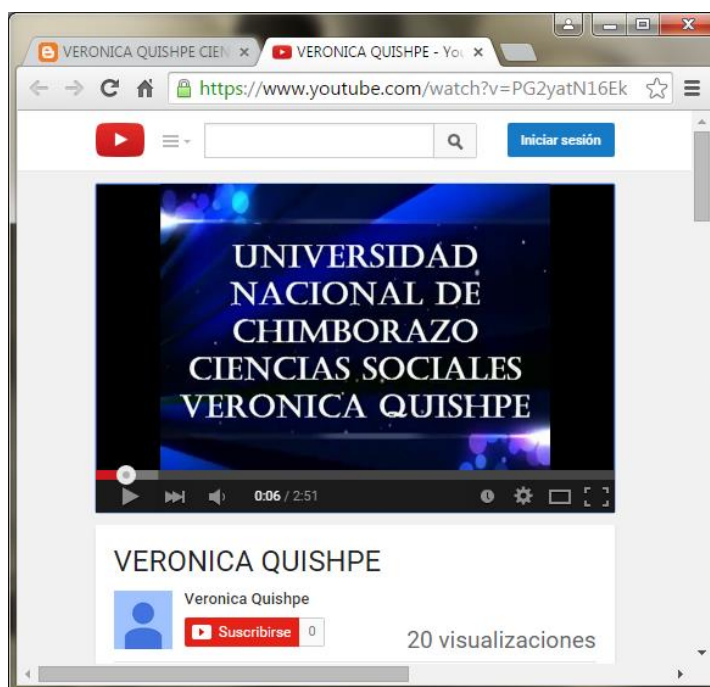 VERONICA QUISHPE CIEN
VERONICA QUISHPE - You
https://www.youtube.com/watch?v=PG2yatN16Ek
Iniciar sesión
UNIVERSIDAD
NACIONAL DE
CHIMBORAZO
CIENCIAS SOCIALES
VERONICA QUISHPE
0:06 / 2:51
VERONICA QUISHPE
Veronica Quishpe
Suscribirse 0
20 visualizaciones